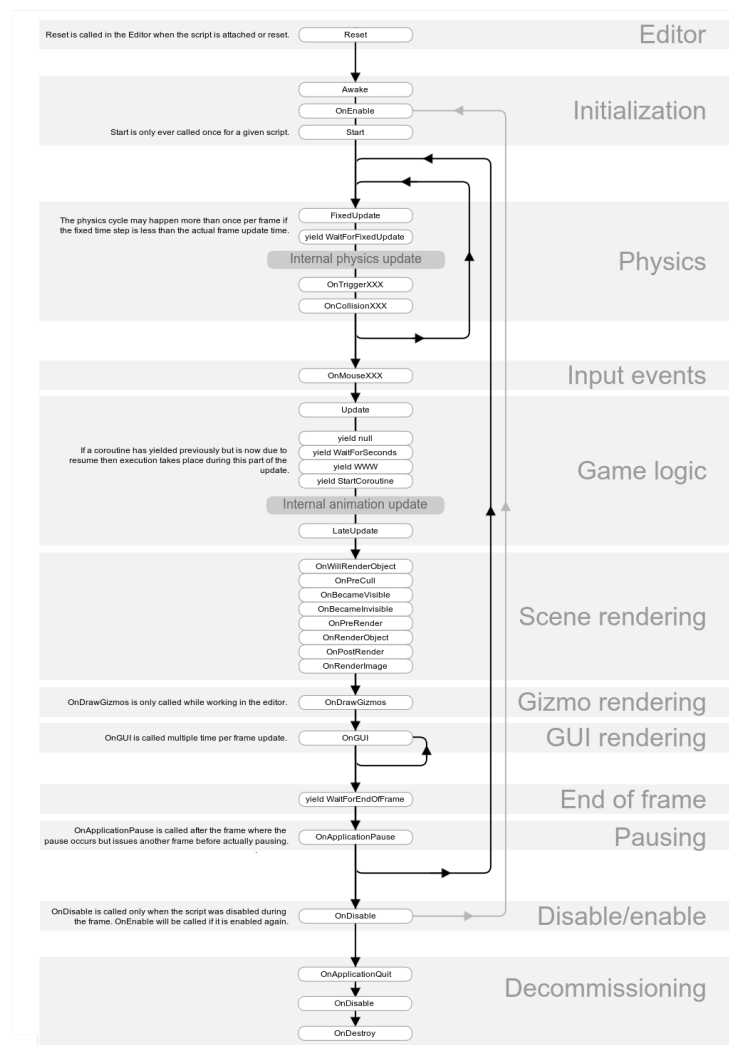 Reset is called in the Editor when the script is attached or reset.
Reset
Editor
Awake
OnEnable
Initialization
Start is only ever called once for a given script.
Start
The physics cycle may happen more than once per frame if
the fixed time step is less than the actual frame update time.
FixedUpdate
yield WaitForFixedUpdate
Internal physics update
Physics
OnTriggerXXX
OnCollisionXXX
OnMouseXXX
Input events
Update
If a coroutine has yielded previously but is now due to
resume then execution takes place during this part of the
update.
yield null
yield WaitForSeconds
yield WWW
yield StartCoroutine
Game logic
Internal animation update
LateUpdate
OnWillRenderObject
OnPreCull
OnBecameVisible
OnBecameInvisible
OnPreRender
OnRenderObject
OnPostRender
OnRenderImage
Scene rendering
OnDrawGizmos is only called while working in the editor.
OnDrawGizmos
Gizmo rendering
OnGUI is called multiple time per frame update.
OnGUI
GUI rendering
yield WaitForEndOfFrame
End of frame
OnApplicationPause is called after the frame where the
pause occurs but issues another frame before actually pausing.
OnApplicationPause
Pausing
OnDisable is called only when the script was disabled during
the frame. OnEnable will be called if it is enabled again.
OnDisable
Disable/enable
OnApplicationQuit
Decommissioning
OnDisable
OnDestroy